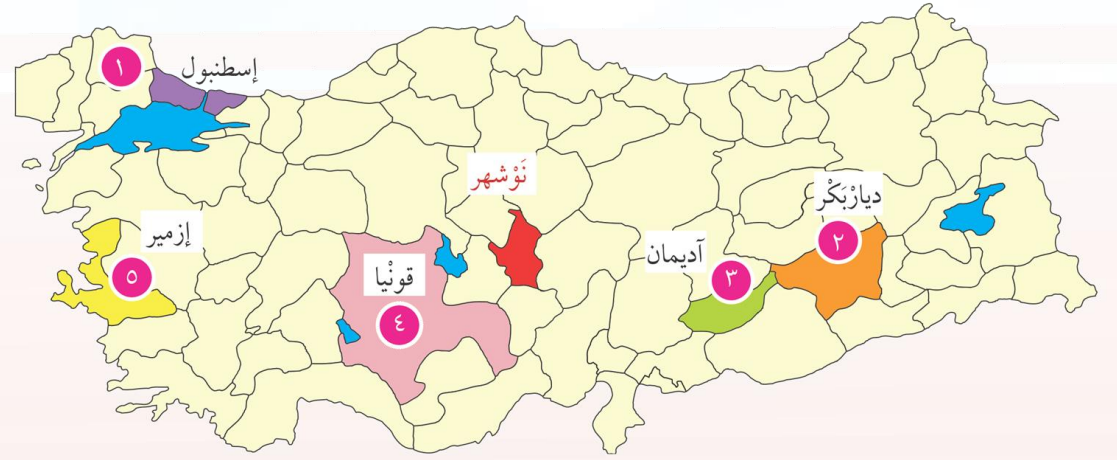 ١
إسطنبول
نَوْشهر
ديارْبَكْر
٢
إزمير
٥
آديمان
٣
قونْيا
٤